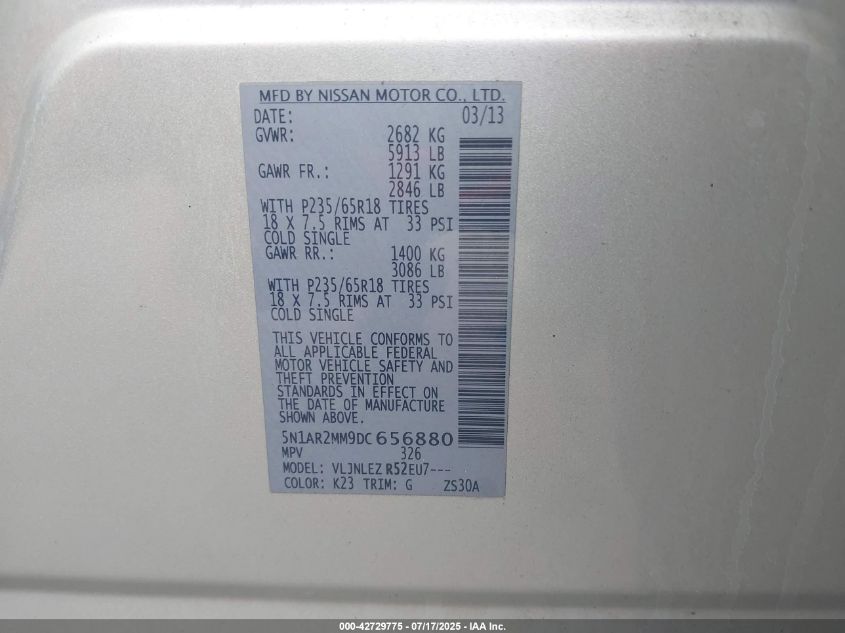 MFD BY NISSAN MOTOR CO., LTD.
DATE: 03/13
GVWR: 2682 KG
5913 LB
GAWR FR.: 1291 KG
2846 LB
WITH P235/65R18 TIRES
18 X 7.5 RIMS AT 33 PSI
COLD SINGLE
GAWR RR.: 1400 KG
3086 LB
WITH P235/65R18 TIRES
18 X 7.5 RIMS AT 33 PSI
COLD SINGLE
THIS VEHICLE CONFORMS TO
ALL APPLICABLE FEDERAL
MOTOR VEHICLE SAFETY AND
THEFT PREVENTION
STANDARDS IN EFFECT ON
THE DATE OF MANUFACTURE
SHOWN ABOVE.
5N1AR2MM9DC656880
MPV 326
MODEL: VLJNLEZ R52EU7---
COLOR: K23 TRIM: G ZS30A
000-42729775 - 07/17/2025 - IAA Inc.